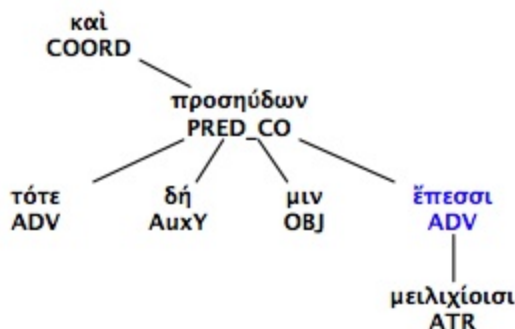 καὶ
COORD
προσηύδων
PRED_CO
τότε δή μιν ἔπεσσι
ADV AuxY OBJ ADV
μειλιχίοισι
ATR